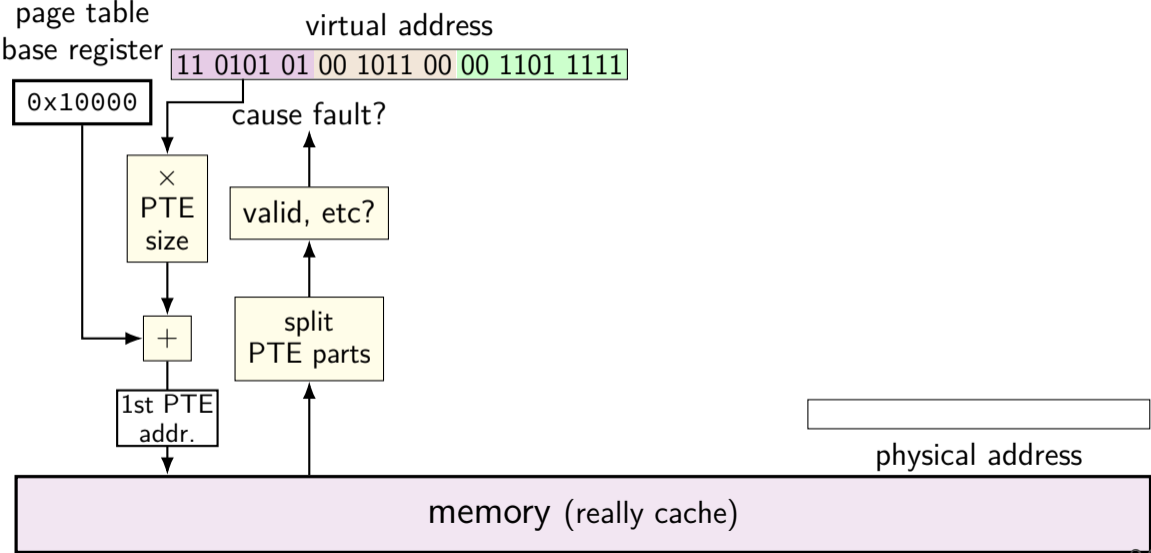 page table
base register
virtual address
11 0101 01 00 1011 00 00 1101 1111
0x10000
cause fault?
×
PTE
size
valid, etc?
split
PTE parts
+
1st PTE
addr.
physical address
memory (really cache)